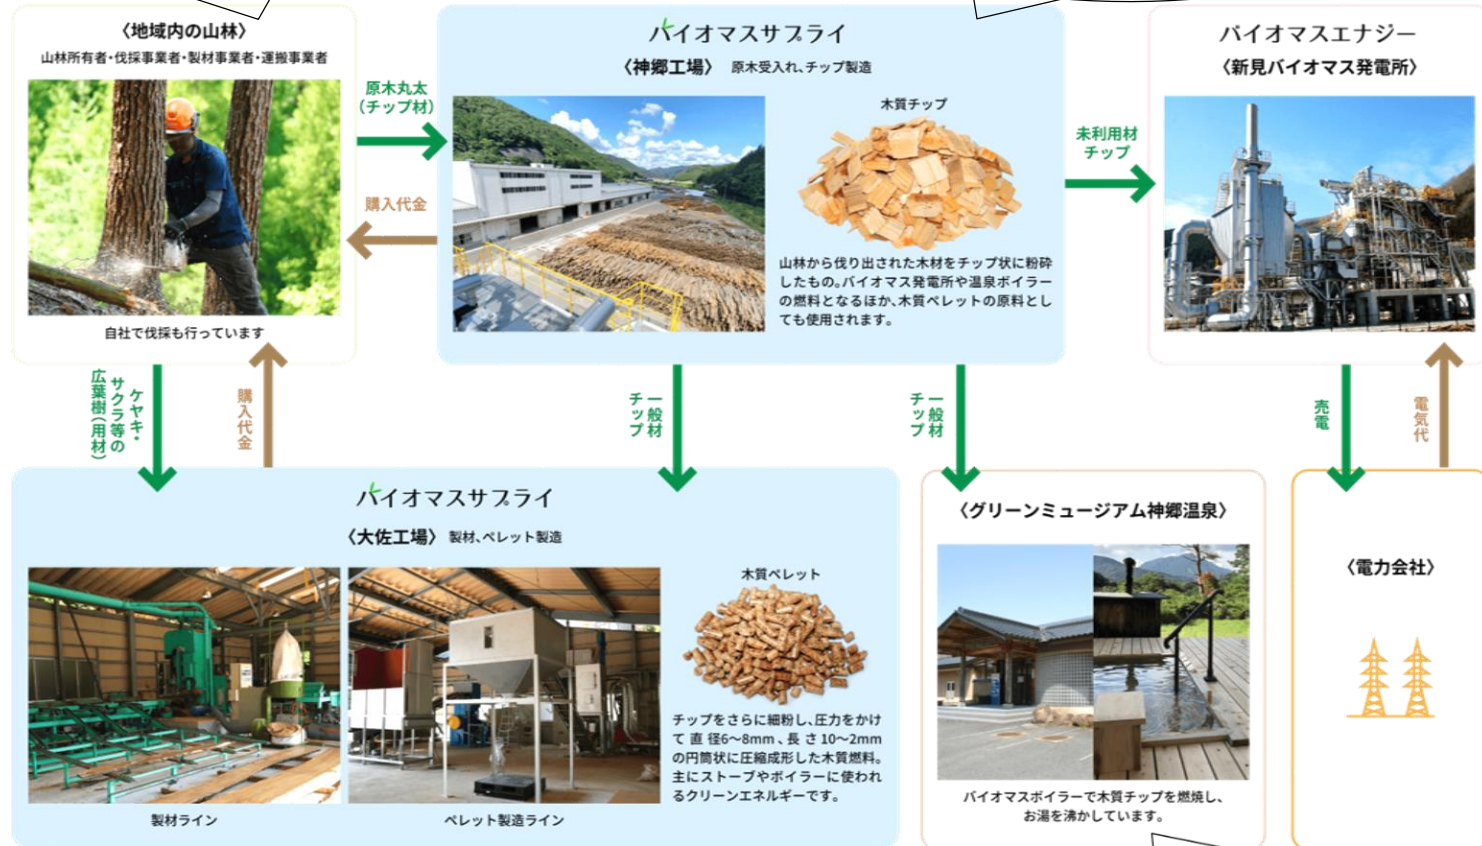 〈地域内の山林〉
山林所有者・伐採事業者・製材事業者・運搬事業者
自社で伐採も行っています
原木丸太
（チップ材）
購入代金
バイオマスサプライ
〈神郷工場〉 原木受入れ、チップ製造
木質チップ
山林から伐り出された木材をチップ状に粉砕
したもの。バイオマス発電所や温泉ボイラー
の燃料となるほか、木質ペレットの原料とし
ても使用されます。
未利用材
チップ
バイオマスエナジー
〈新見バイオマス発電所〉
ケヤキ・
サクラ等の
広葉樹（用材）
購入代金
一般材
チップ
一般材
チップ
売電
電気代
バイオマスサプライ
〈大佐工場〉 製材、ペレット製造
製材ライン
ペレット製造ライン
木質ペレット
チップをさらに細粉し、圧力をかけ
て直径6〜8mm、長さ10〜2mm
の円筒状に圧縮成形した木質燃料。
主にストーブやボイラーに使われ
るクリーンエネルギーです。
〈グリーンミュージアム神郷温泉〉
バイオマスボイラーで木質チップを燃焼し、
お湯を沸かしています。
〈電力会社〉